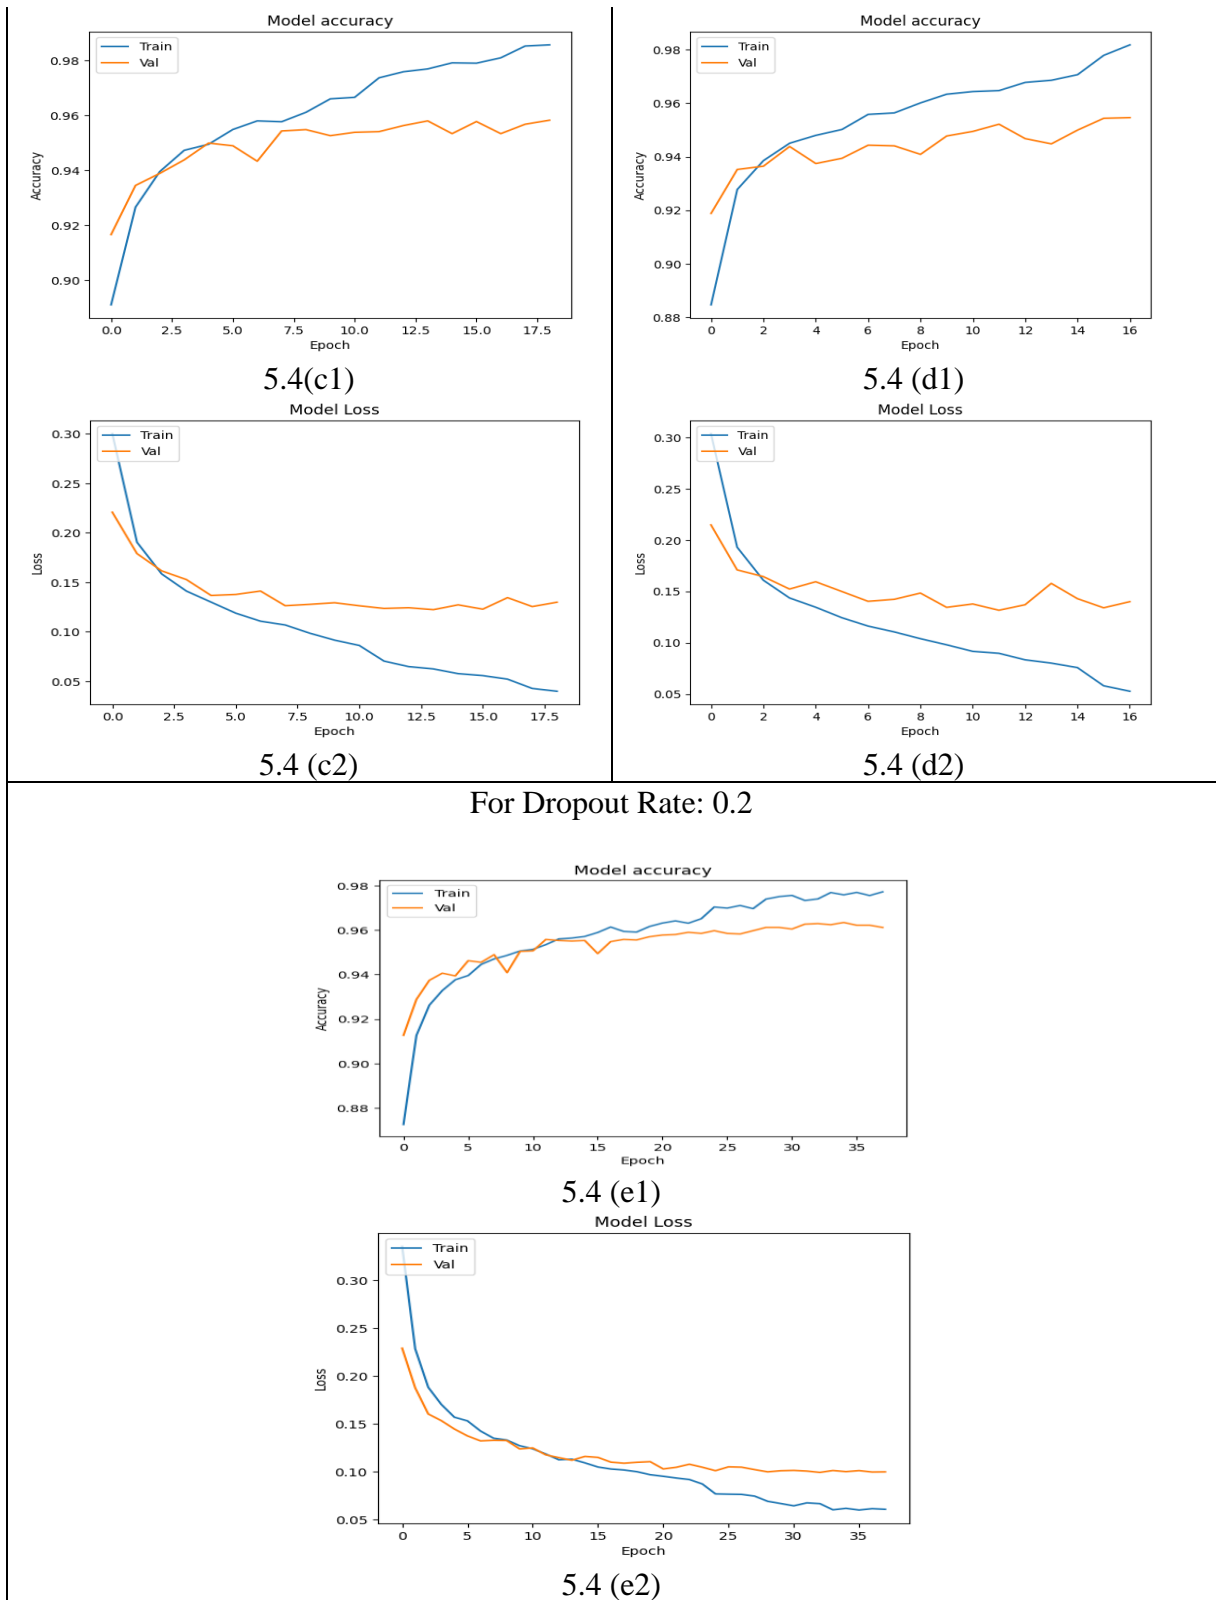 Model accuracy
Train
Val
0.98
0.96
0.94
0.92
0.90
Accuracy
0.0 2.5 5.0 7.5 10.0 12.5 15.0 17.5
Epoch
5.4(c1)
Model Loss
Train
Val
0.30
0.25
0.20
0.15
0.10
0.05
Loss
0.0 2.5 5.0 7.5 10.0 12.5 15.0 17.5
Epoch
5.4 (c2)
Model accuracy
Train
Val
0.98
0.96
0.94
0.92
0.90
0.88
Accuracy
0 2 4 6 8 10 12 14 16
Epoch
5.4 (d1)
Model Loss
Train
Val
0.30
0.25
0.20
0.15
0.10
0.05
Loss
0 2 4 6 8 10 12 14 16
Epoch
5.4 (d2)
For Dropout Rate: 0.2
Model accuracy
Train
Val
0.98
0.96
0.94
0.92
0.90
0.88
Accuracy
0 5 10 15 20 25 30 35
Epoch
5.4 (e1)
Model Loss
Train
Val
0.30
0.25
0.20
0.15
0.10
0.05
Loss
0 5 10 15 20 25 30 35
Epoch
5.4 (e2)